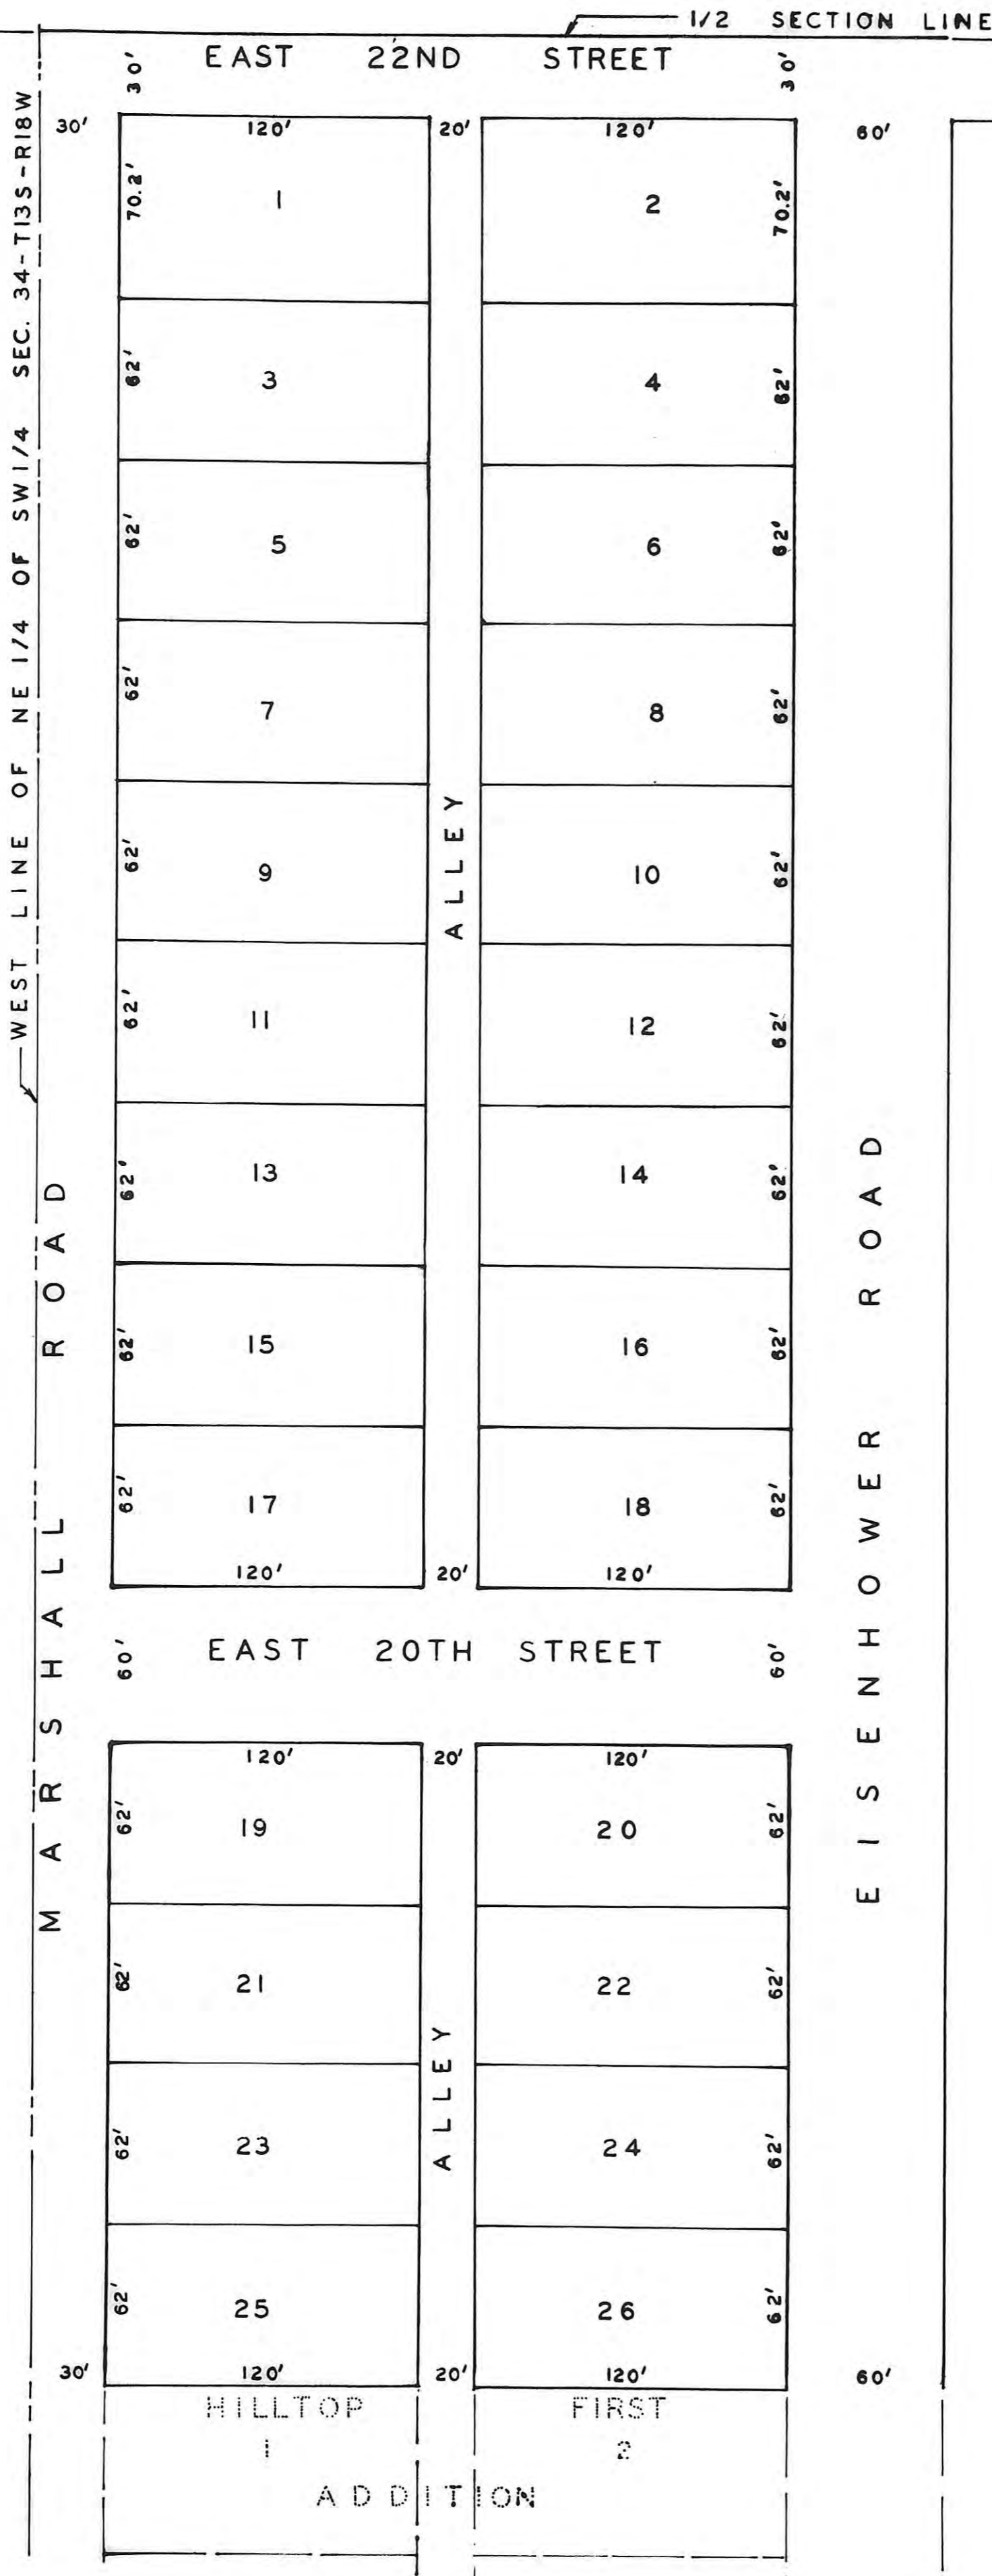 1/2 SECTION LINE
EAST 22ND STREET
30' 30'
WEST LINE OF NE 1/4 OF SW 1/4 SEC. 34-T13S-R18W
30' 120' 20' 120' 60'
70.2' 1 2 70.2'
62' 3 4 62'
62' 5 6 62'
62' 7 8 62'
62' 9 10 62'
ALLEY
62' 11 12 62'
62' 13 14 62'
62' 15 16 62'
62' 17 18 62'
120' 20' 120'
MARSHALL ROAD
EISENHOWER ROAD
60' EAST 20TH STREET 60'
120' 20' 120'
62' 19 20 62'
62' 21 22 62'
ALLEY
62' 23 24 62'
62' 25 26 62'
30' 120' 20' 120' 60'
HILLTOP FIRST
1 2
ADDITION